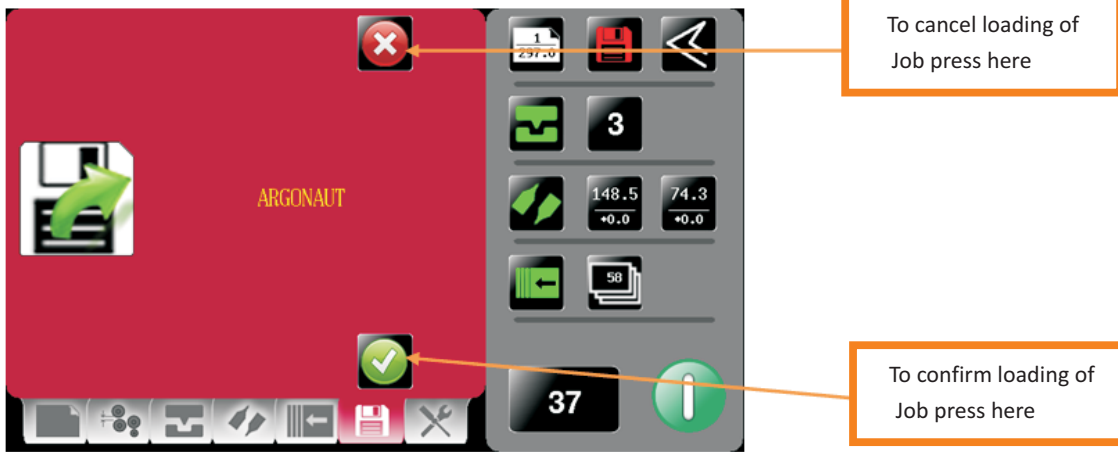 To cancel loading of
Job press here
1
297.0
3
ARGONAUT
148.5
+0.0
74.3
+0.0
58
37
To confirm loading of
Job press here